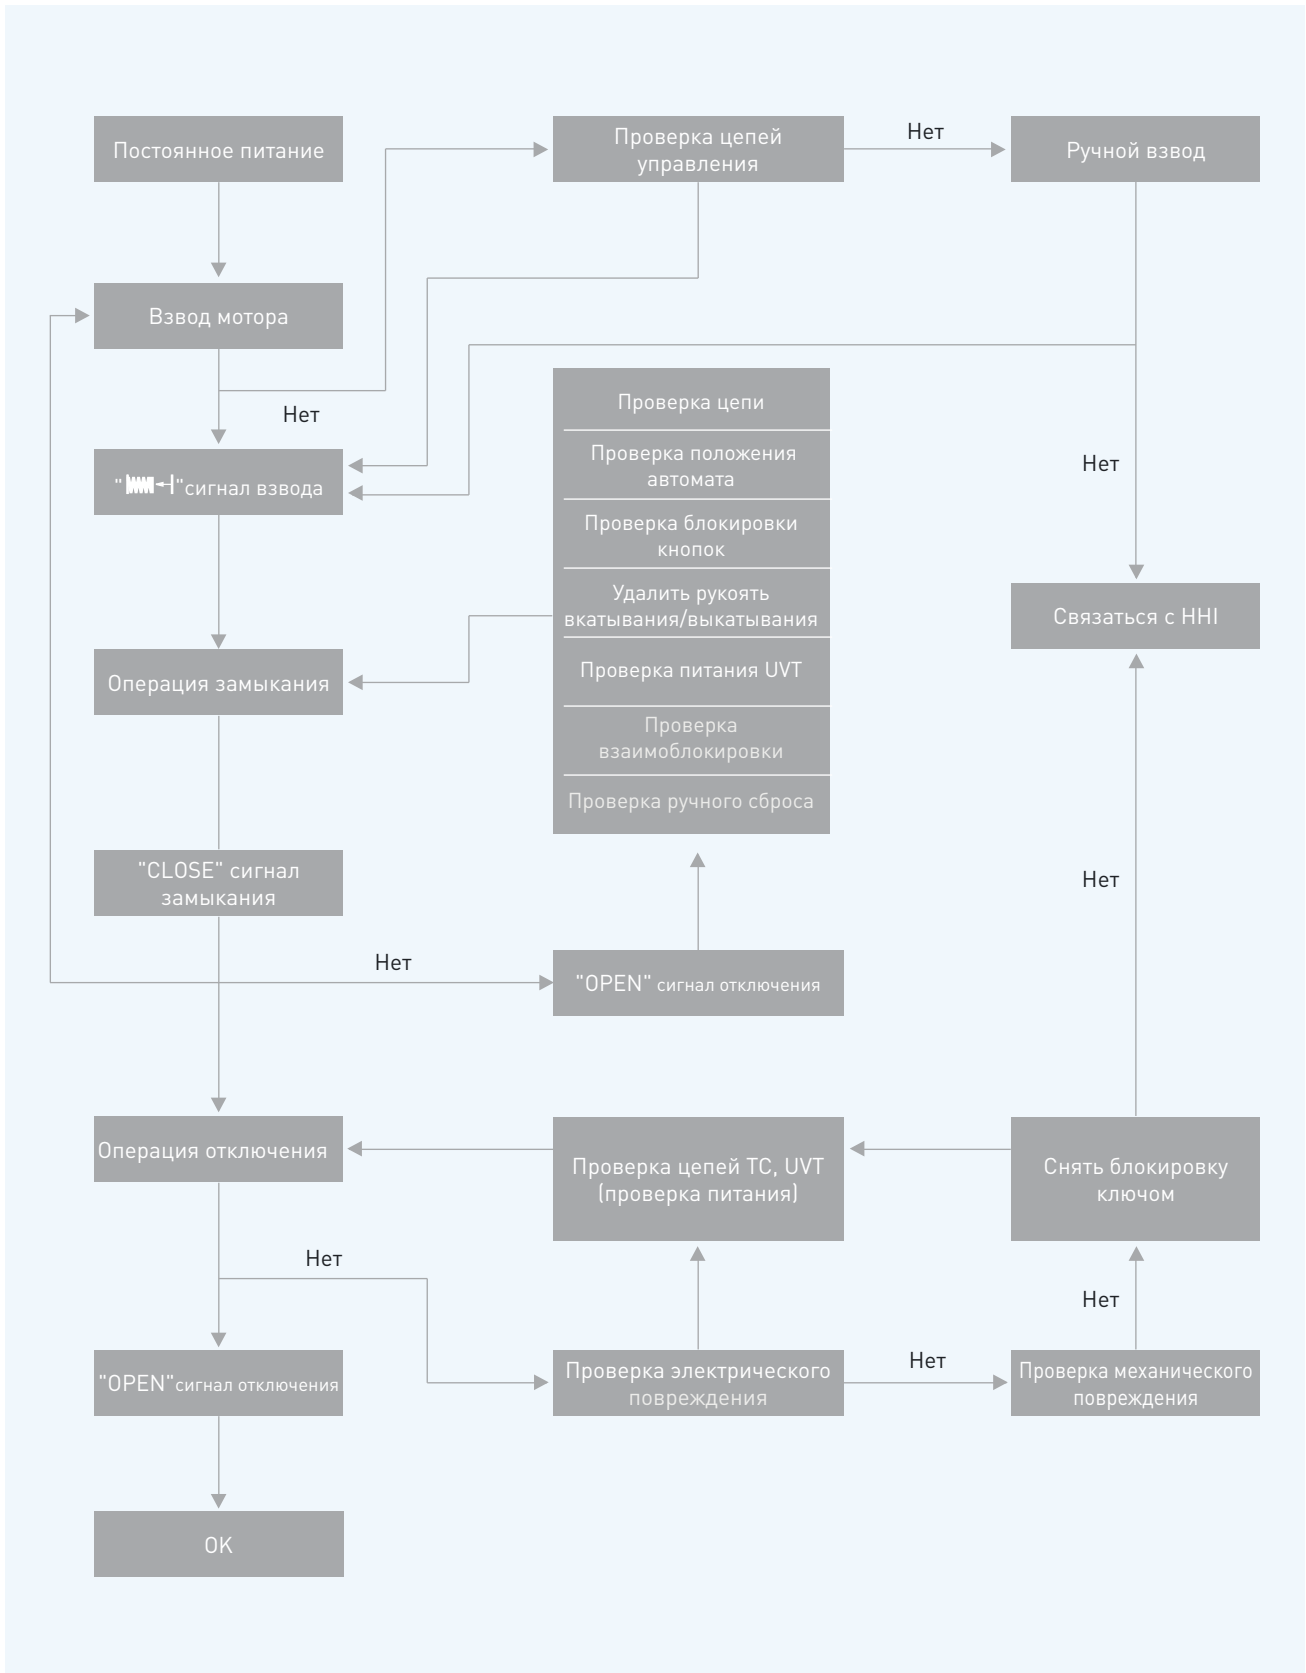 Постоянное питание
Проверка цепей
управления
Нет
Ручной взвод
Взвод мотора
Нет
"сигнал взвода
Проверка цепи
Проверка положения
автомата
Проверка блокировки
кнопок
Удалить рукоять
вкатывания/выкатывания
Проверка питания UVT
Проверка
взаимоблокировки
Проверка ручного сброса
Нет
Связаться с HHI
Операция замыкания
"CLOSE" сигнал
замыкания
Нет
Нет
"OPEN" сигнал отключения
Операция отключения
Проверка цепей TC, UVT
(проверка питания)
Снять блокировку
ключом
Нет
Нет
"OPEN"сигнал отключения
Проверка электрического
повреждения
Нет
Проверка механического
повреждения
OK